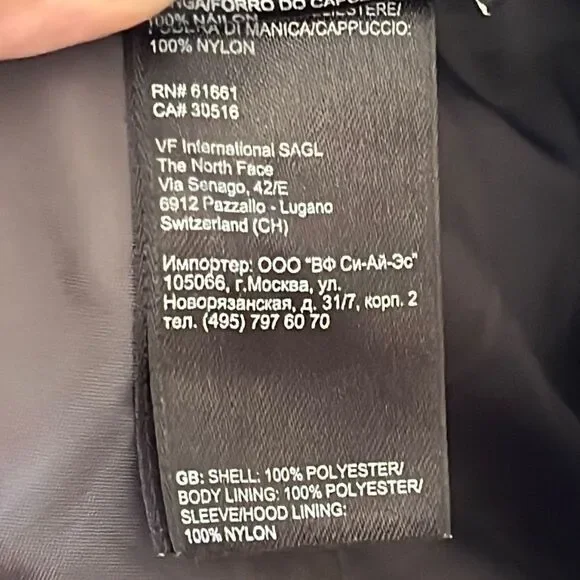 100% NAILON
FODERA DI MANICA/CAPPUCCIO:
100% NYLON
RN# 61661
CA# 30516
VF International SAGL
The North Face
Via Senago, 42/E
6912 Pazzallo - Lugano
Switzerland (CH)
Импортер: ООО "ВФ Си-Ай-Эс"
105066, г.Москва, ул.
Новорязанская, д. 31/7, корп. 2
тел. (495) 797 60 70
GB: SHELL: 100% POLYESTER/
BODY LINING: 100% POLYESTER/
SLEEVE/HOOD LINING:
100% NYLON